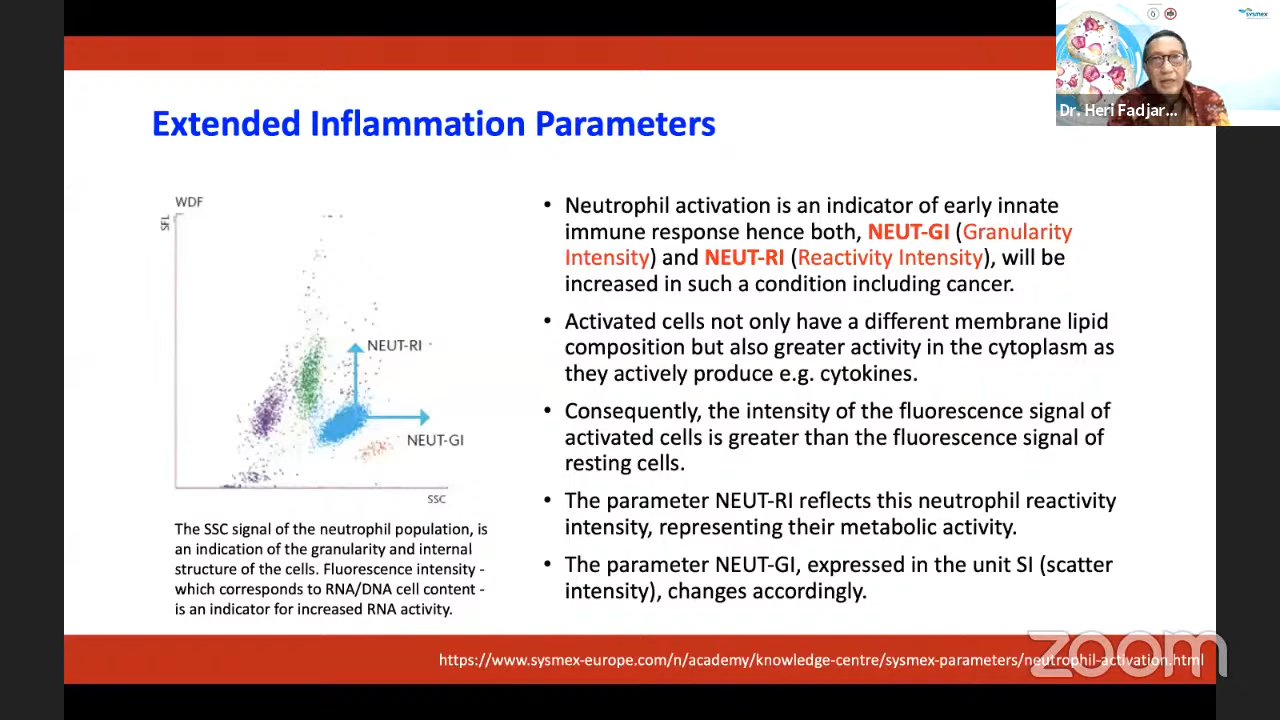 sysmex
Dr. Heri Fadjar...
Extended Inflammation Parameters
WDF
SFL
NEUT-RI
NEUT-GI
SSC
The SSC signal of the neutrophil population, is
an indication of the granularity and internal
structure of the cells. Fluorescence intensity -
which corresponds to RNA/DNA cell content -
is an indicator for increased RNA activity.
• Neutrophil activation is an indicator of early innate
immune response hence both, NEUT-GI (Granularity
Intensity) and NEUT-RI (Reactivity Intensity), will be
increased in such a condition including cancer.
• Activated cells not only have a different membrane lipid
composition but also greater activity in the cytoplasm as
they actively produce e.g. cytokines.
• Consequently, the intensity of the fluorescence signal of
activated cells is greater than the fluorescence signal of
resting cells.
• The parameter NEUT-RI reflects this neutrophil reactivity
intensity, representing their metabolic activity.
• The parameter NEUT-GI, expressed in the unit SI (scatter
intensity), changes accordingly.
https://www.sysmex-europe.com/n/academy/knowledge-centre/sysmex-parameters/neutrophil-activation.html
zoom